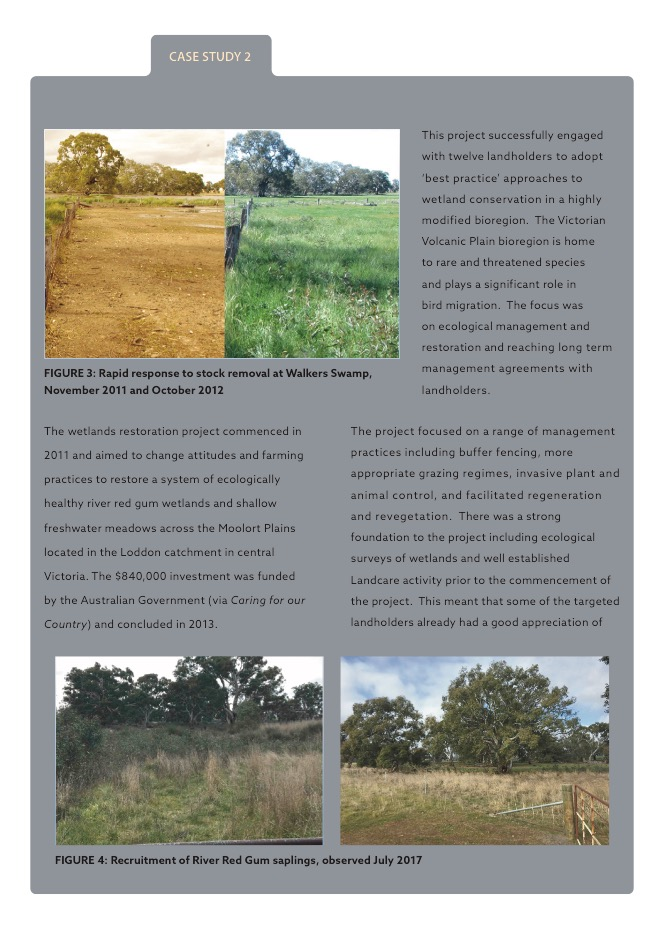 CASE STUDY 2
This project successfully engaged
with twelve landholders to adopt
'best practice' approaches to
wetland conservation in a highly
modified bioregion. The Victorian
Volcanic Plain bioregion is home
to rare and threatened species
and plays a significant role in
bird migration. The focus was
on ecological management and
restoration and reaching long term
management agreements with
landholders.
FIGURE 3: Rapid response to stock removal at Walkers Swamp,
November 2011 and October 2012
The wetlands restoration project commenced in
2011 and aimed to change attitudes and farming
practices to restore a system of ecologically
healthy river red gum wetlands and shallow
freshwater meadows across the Moolort Plains
located in the Loddon catchment in central
Victoria. The $840,000 investment was funded
by the Australian Government (via Caring for our
Country) and concluded in 2013.
The project focused on a range of management
practices including buffer fencing, more
appropriate grazing regimes, invasive plant and
animal control, and facilitated regeneration
and revegetation. There was a strong
foundation to the project including ecological
surveys of wetlands and well established
Landcare activity prior to the commencement of
the project. This meant that some of the targeted
landholders already had a good appreciation of
FIGURE 4: Recruitment of River Red Gum saplings, observed July 2017